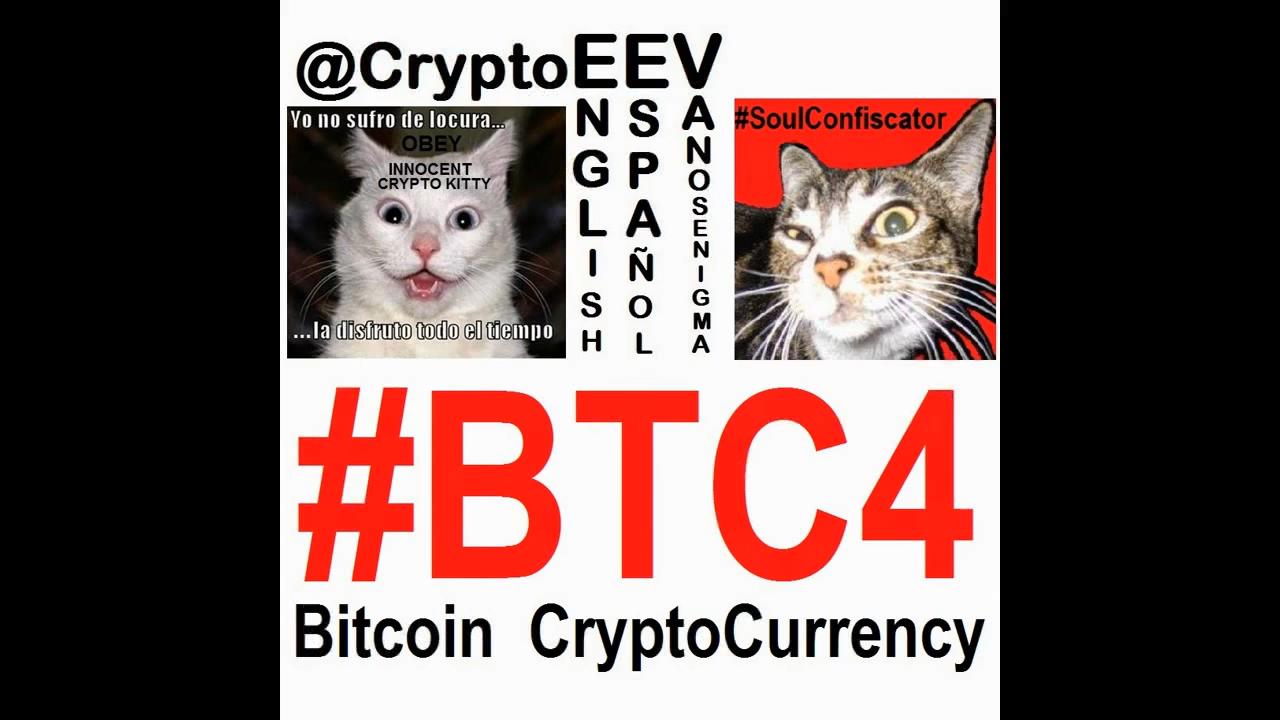 @CryptoEEV
Yo no sufro de locura...
OBEY
INNOCENT
CRYPTO KITTY
...la disfruto todo el tiempo
ENGLISH
ESPAÑOL
VANOSENIGMA
#SoulConfiscator
#BTC4
Bitcoin CryptoCurrency